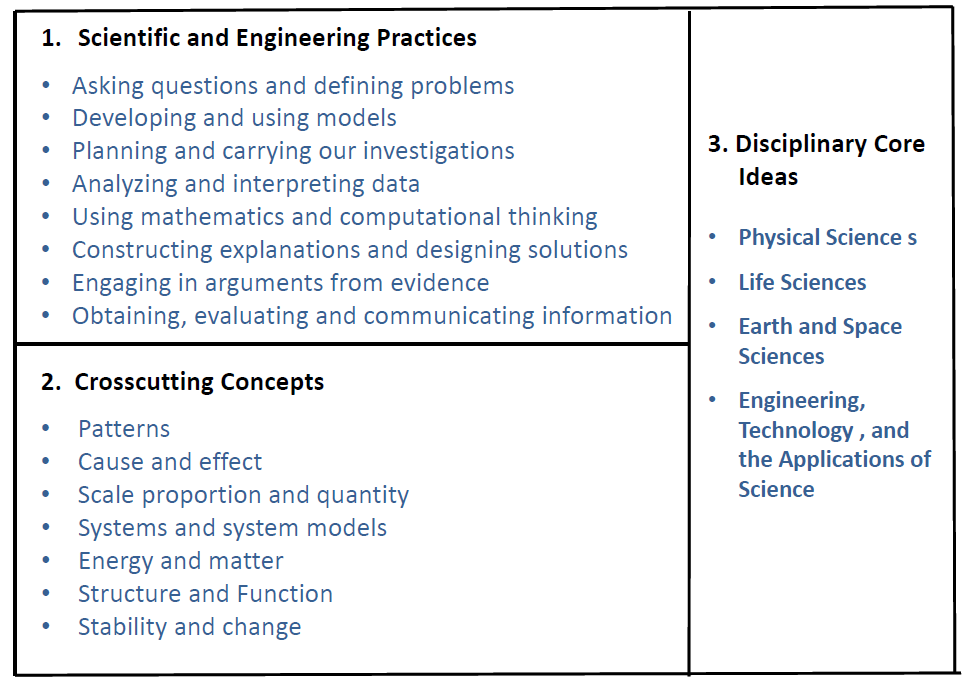 1. Scientific and Engineering Practices
• Asking questions and defining problems
• Developing and using models
• Planning and carrying our investigations
• Analyzing and interpreting data
• Using mathematics and computational thinking
• Constructing explanations and designing solutions
• Engaging in arguments from evidence
• Obtaining, evaluating and communicating information
2. Crosscutting Concepts
• Patterns
• Cause and effect
• Scale proportion and quantity
• Systems and system models
• Energy and matter
• Structure and Function
• Stability and change
3. Disciplinary Core
Ideas
• Physical Science s
• Life Sciences
• Earth and Space
Sciences
• Engineering,
Technology , and
the Applications of
Science